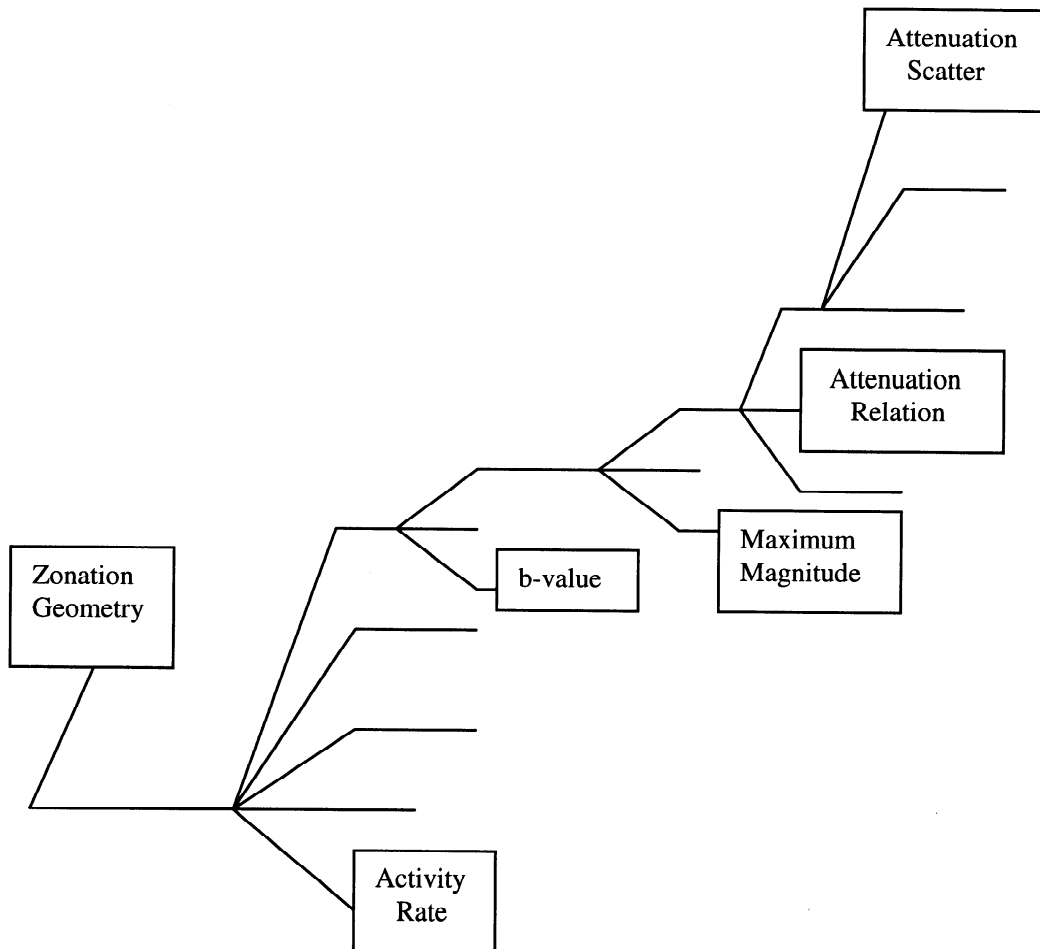 Attenuation
Scatter
Attenuation
Relation
Maximum
Magnitude
b-value
Zonation
Geometry
Activity
Rate